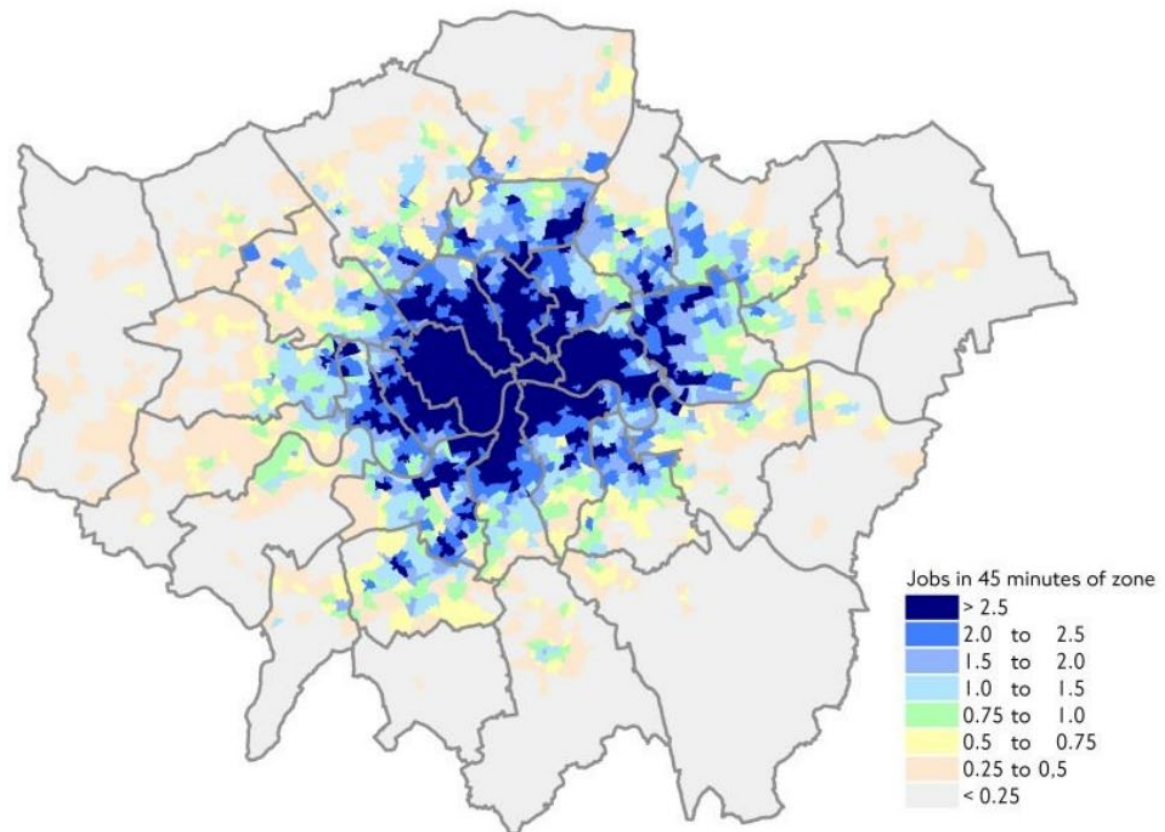 Jobs in 45 minutes of zone
> 2.5
2.0 to 2.5
1.5 to 2.0
1.0 to 1.5
0.75 to 1.0
0.5 to 0.75
0.25 to 0,5
< 0.25